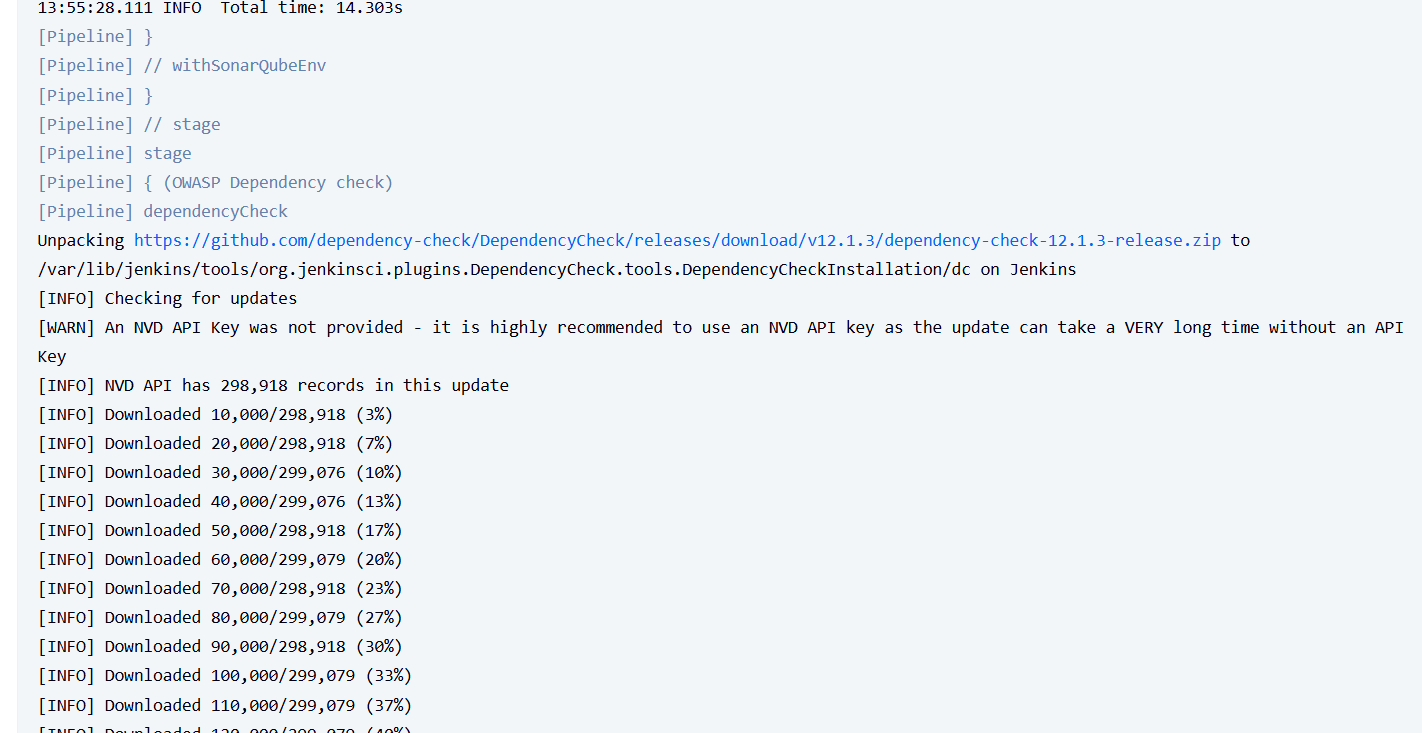 13:55:28.111 INFO  Total time: 14.303s
[Pipeline] }
[Pipeline] // withSonarQubeEnv
[Pipeline] }
[Pipeline] // stage
[Pipeline] stage
[Pipeline] { (OWASP Dependency check)
[Pipeline] dependencyCheck
Unpacking https://github.com/dependency-check/DependencyCheck/releases/download/v12.1.3/dependency-check-12.1.3-release.zip to
/var/lib/jenkins/tools/org.jenkinsci.plugins.DependencyCheck.tools.DependencyCheckInstallation/dc on Jenkins
[INFO] Checking for updates
[WARN] An NVD API Key was not provided - it is highly recommended to use an NVD API key as the update can take a VERY long time without an API
Key
[INFO] NVD API has 298,918 records in this update
[INFO] Downloaded 10,000/298,918 (3%)
[INFO] Downloaded 20,000/298,918 (7%)
[INFO] Downloaded 30,000/299,076 (10%)
[INFO] Downloaded 40,000/299,076 (13%)
[INFO] Downloaded 50,000/298,918 (17%)
[INFO] Downloaded 60,000/299,079 (20%)
[INFO] Downloaded 70,000/298,918 (23%)
[INFO] Downloaded 80,000/299,079 (27%)
[INFO] Downloaded 90,000/298,918 (30%)
[INFO] Downloaded 100,000/299,079 (33%)
[INFO] Downloaded 110,000/299,079 (37%)
[INFO] Downloaded 120,000/299,079 (40%)